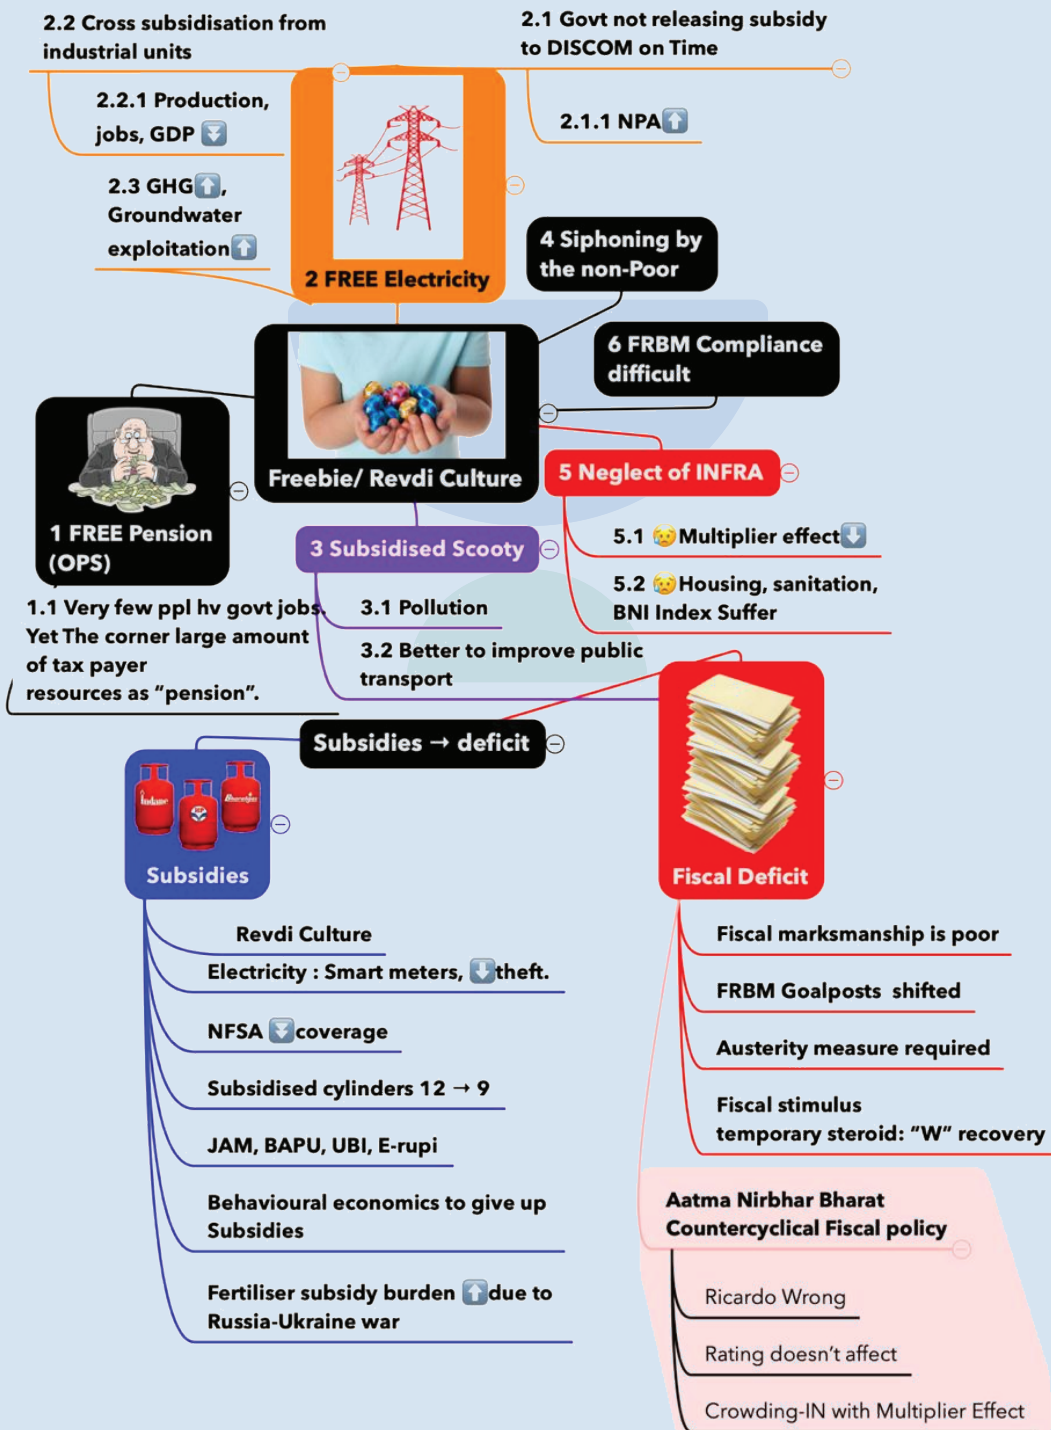 2.2 Cross subsidisation from
industrial units
2.1 Govt not releasing subsidy
to DISCOM on Time
2.2.1 Production,
jobs, GDP ⏬
2.1.1 NPA⬆️
2.3 GHG⬆️,
Groundwater
exploitation⬆️
2 FREE Electricity
4 Siphoning by
the non-Poor
6 FRBM Compliance
difficult
Freebie/ Revdi Culture
1 FREE Pension
(OPS)
5 Neglect of INFRA
5.1 😥Multiplier effect⬇️
5.2 😥Housing, sanitation,
BNI Index Suffer
3 Subsidised Scooty
3.1 Pollution
3.2 Better to improve public
transport
1.1 Very few ppl hv govt jobs.
Yet The corner large amount
of tax payer
resources as “pension”.
Subsidies → deficit
Indane
HP
Bharatgas
Subsidies
Revdi Culture
Electricity : Smart meters, ⬇️theft.
NFSA ⏬coverage
Subsidised cylinders 12 → 9
JAM, BAPU, UBI, E-rupi
Behavioural economics to give up
Subsidies
Fertiliser subsidy burden ⬆️due to
Russia-Ukraine war
Fiscal Deficit
Fiscal marksmanship is poor
FRBM Goalposts shifted
Austerity measure required
Fiscal stimulus
temporary steroid: “W” recovery
Aatma Nirbhar Bharat
Countercyclical Fiscal policy
Ricardo Wrong
Rating doesn’t affect
Crowding-IN with Multiplier Effect